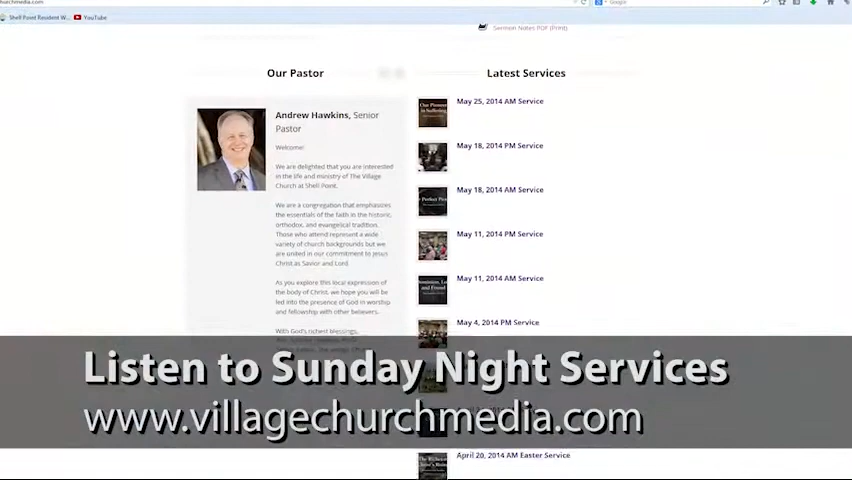 urchmedia.com
Google
Shell Point Resident W...
YouTube
Sermon Notes PDF (Print)
Our Pastor
Andrew Hawkins, Senior
Pastor
Welcome!
We are delighted that you are interested
in the life and ministry of The Village
Church at Shell Point.
We are a congregation that emphasizes
the essentials of the faith in the historic,
orthodox, and evangelical tradition.
Those who attend represent a wide
variety of church backgrounds but we
are united in our commitment to Jesus
Christ as Savior and Lord.
As you explore this local expression of
the body of Christ, we hope you will be
led into the presence of God in worship
and fellowship with other believers.
With God's richest blessings,
Latest Services
May 25, 2014 AM Service
May 18, 2014 PM Service
May 18, 2014 AM Service
May 11, 2014 PM Service
May 11, 2014 AM Service
May 4, 2014 PM Service
April 20, 2014 AM Easter Service
Listen to Sunday Night Services
www.villagechurchmedia.com